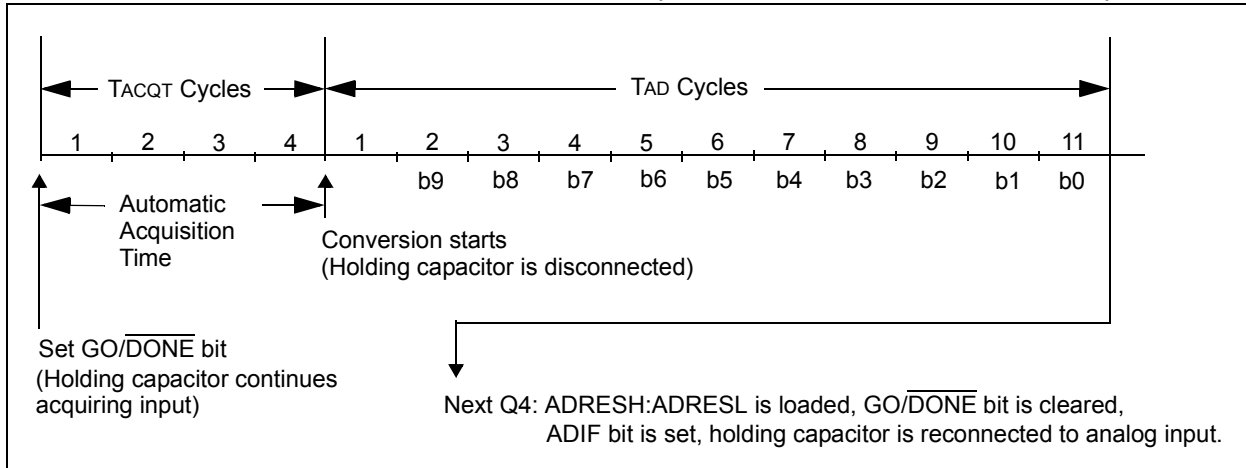 TACQT Cycles TAD Cycles
1 2 3 4 1 2 3 4 5 6 7 8 9 10 11
b9 b8 b7 b6 b5 b4 b3 b2 b1 b0
Automatic
Acquisition
Time
Conversion starts
(Holding capacitor is disconnected)
Set GO/DONE bit
(Holding capacitor continues
acquiring input)
Next Q4: ADRESH:ADRESL is loaded, GO/DONE bit is cleared,
ADIF bit is set, holding capacitor is reconnected to analog input.